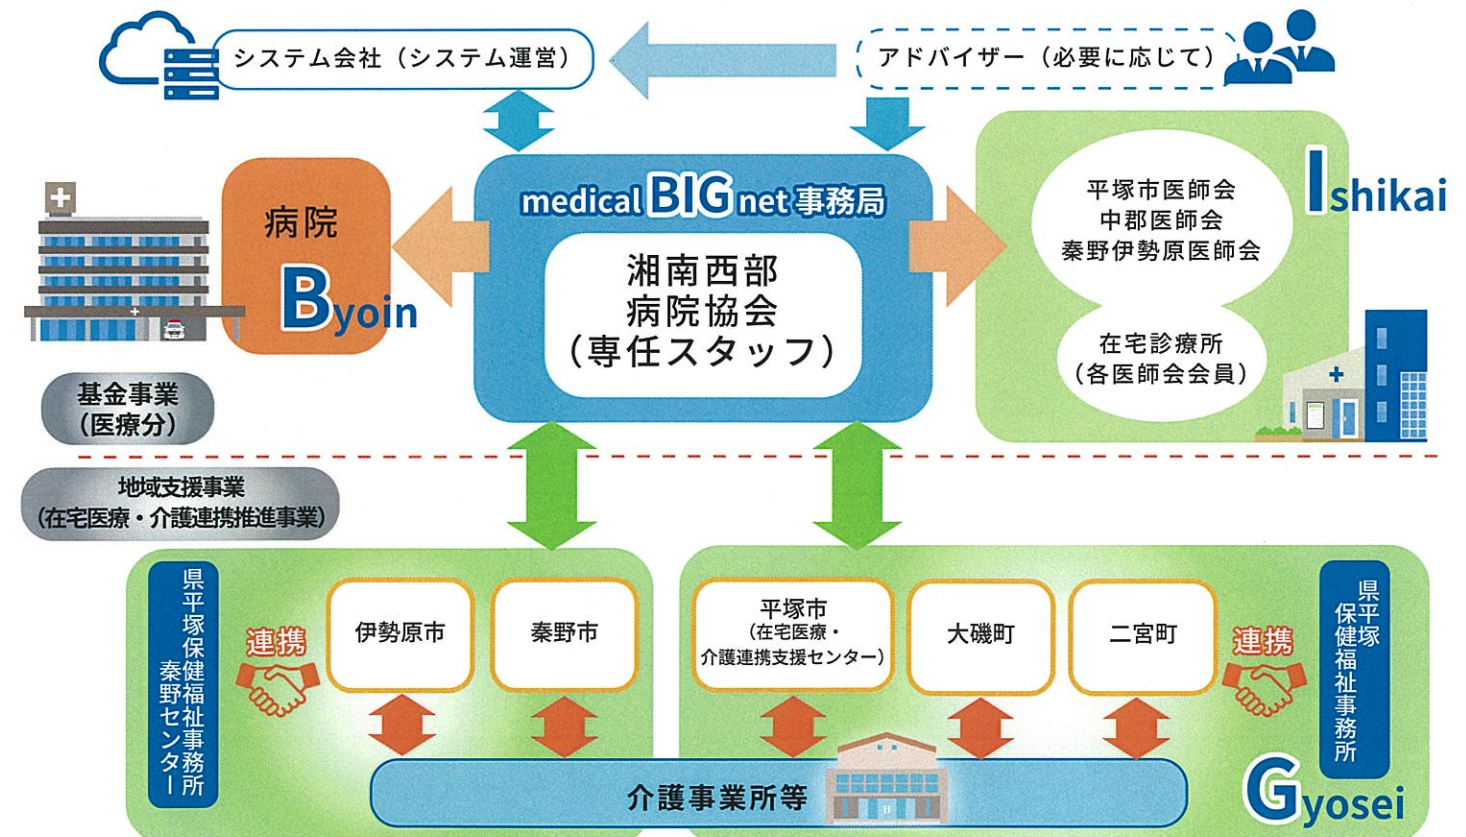 システム会社（システム運営）
アドバイザー（必要に応じて）
medical BIG net 事務局
湘南西部
病院協会
（専任スタッフ）
病院
Byoin
Ishikai
平塚市医師会
中郡医師会
秦野伊勢原医師会
在宅診療所
（各医師会会員）
基金事業
（医療分）
地域支援事業
（在宅医療・介護連携推進事業）
県平塚保健福祉事務所
秦野センター
連携
伊勢原市
秦野市
平塚市
（在宅医療・
介護連携支援センター）
大磯町
二宮町
連携
県平塚
保健福祉事務所
介護事業所等
Gyosei